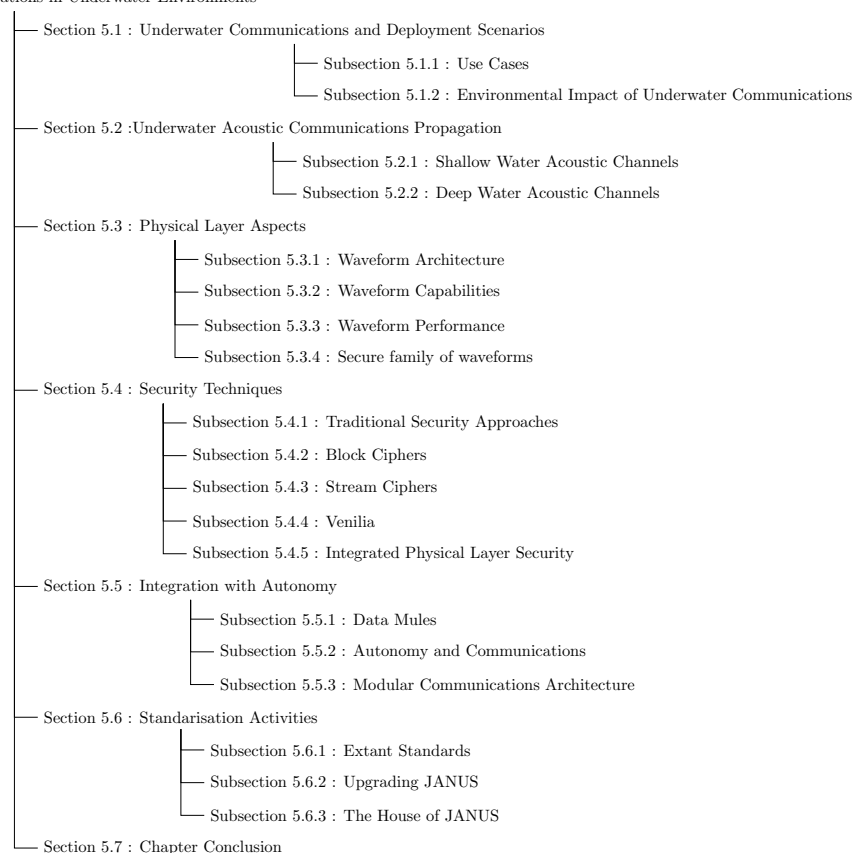 in Underwater Environments
Section 5.1 : Underwater Communications and Deployment Scenarios
Subsection 5.1.1 : Use Cases
Subsection 5.1.2 : Environmental Impact of Underwater Communications
Section 5.2 :Underwater Acoustic Communications Propagation
Subsection 5.2.1 : Shallow Water Acoustic Channels
Subsection 5.2.2 : Deep Water Acoustic Channels
Section 5.3 : Physical Layer Aspects
Subsection 5.3.1 : Waveform Architecture
Subsection 5.3.2 : Waveform Capabilities
Subsection 5.3.3 : Waveform Performance
Subsection 5.3.4 : Secure family of waveforms
Section 5.4 : Security Techniques
Subsection 5.4.1 : Traditional Security Approaches
Subsection 5.4.2 : Block Ciphers
Subsection 5.4.3 : Stream Ciphers
Subsection 5.4.4 : Venilia
Subsection 5.4.5 : Integrated Physical Layer Security
Section 5.5 : Integration with Autonomy
Subsection 5.5.1 : Data Mules
Subsection 5.5.2 : Autonomy and Communications
Subsection 5.5.3 : Modular Communications Architecture
Section 5.6 : Standarisation Activities
Subsection 5.6.1 : Extant Standards
Subsection 5.6.2 : Upgrading JANUS
Subsection 5.6.3 : The House of JANUS
Section 5.7 : Chapter Conclusion